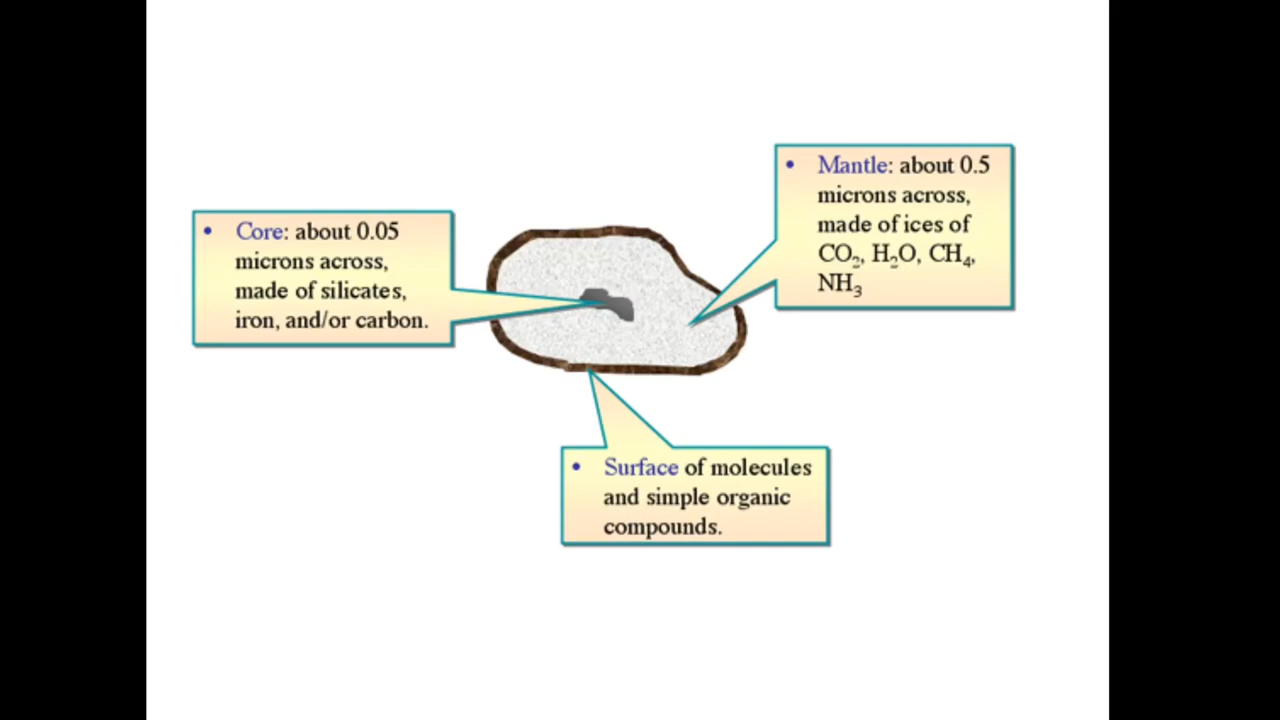 • Core: about 0.05
microns across,
made of silicates,
iron, and/or carbon.
• Mantle: about 0.5
microns across,
made of ices of
CO₂, H₂O, CH₄,
NH₃
• Surface of molecules
and simple organic
compounds.